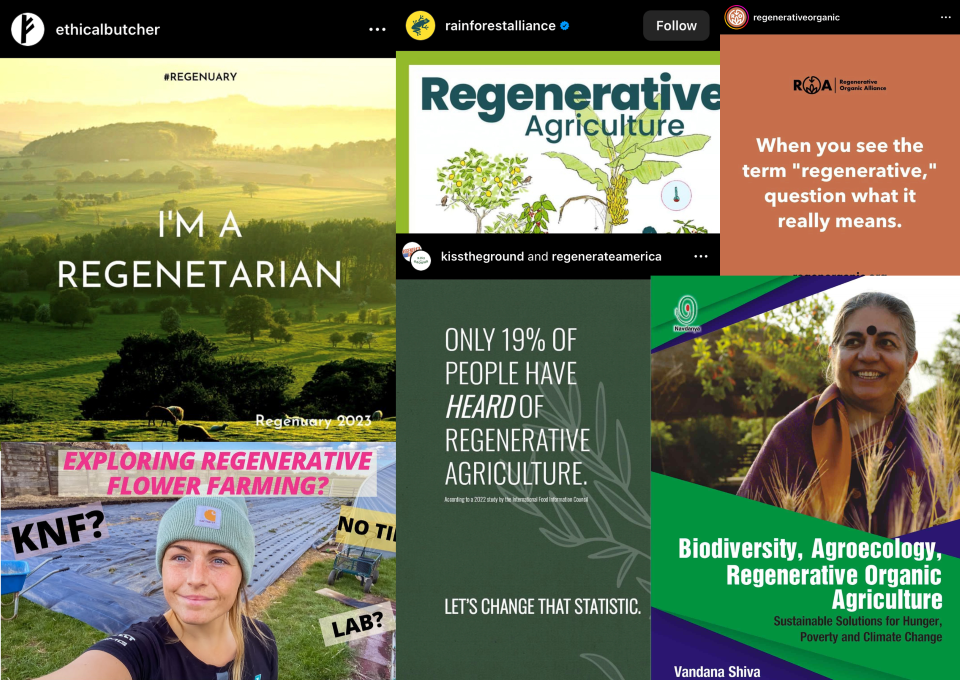 ethicalbutcher
#REGENUARY
I'M A
REGENETARIAN
Regenuary 2023
EXPLORING REGENERATIVE
FLOWER FARMING?
KNF?
NO TI
LAB?
rainforestalliance
Follow
Regenerative
Agriculture
kisstheground and regenerateamerica
ONLY 19% OF
PEOPLE HAVE
HEARD OF
REGENERATIVE
AGRICULTURE.
According to a 2022 study by the International Food Information Council
LET'S CHANGE THAT STATISTIC.
regenerativeorganic
ROA
Regenerative
Organic Alliance
When you see the
term "regenerative,"
question what it
really means.
Navdanya
Biodiversity, Agroecology,
Regenerative Organic
Agriculture
Sustainable Solutions for Hunger,
Poverty and Climate Change
Vandana Shiva